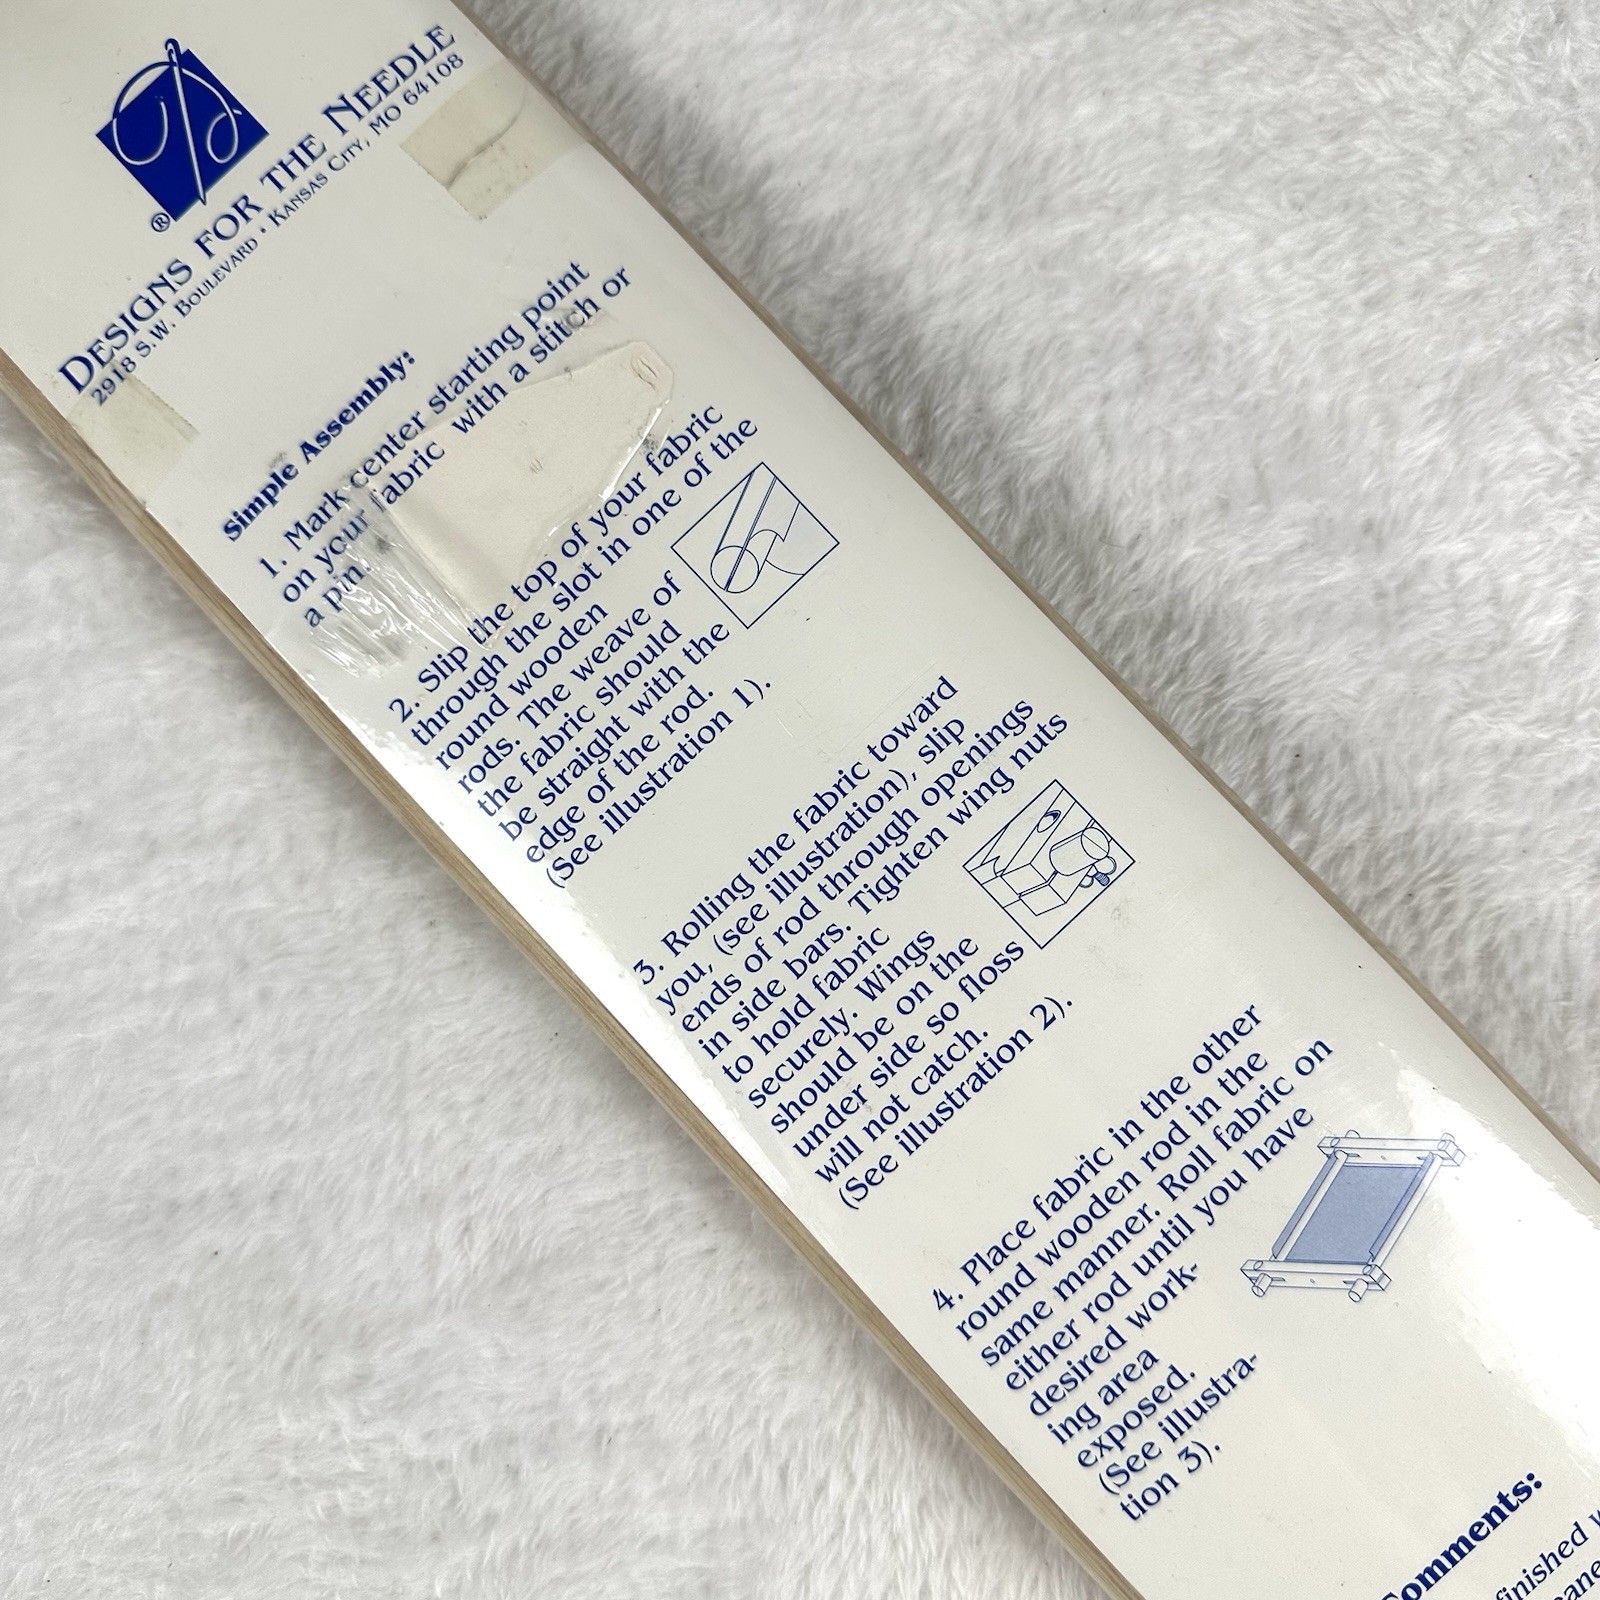 ®
DESIGNS FOR THE NEEDLE
2918 S.W. BOULEVARD • KANSAS CITY, MO 64108
Simple Assembly:
1. Mark center starting point
on your fabric with a stitch or
a pin.
2. Slip the top of your fabric
through the slot in one of the
round wooden
rods. The weave of
the fabric should
be straight with the
edge of the rod.
(See illustration 1).
3. Rolling the fabric toward
you, (see illustration), slip
ends of rod through openings
in side bars. Tighten wing nuts
to hold fabric
securely. Wings
should be on the
under side so floss
will not catch.
(See illustration 2).
4. Place fabric in the other
round wooden rod in the
same manner. Roll fabric on
either rod until you have
desired work-
ing area
exposed.
(See illustra-
tion 3).
Comments:
finished